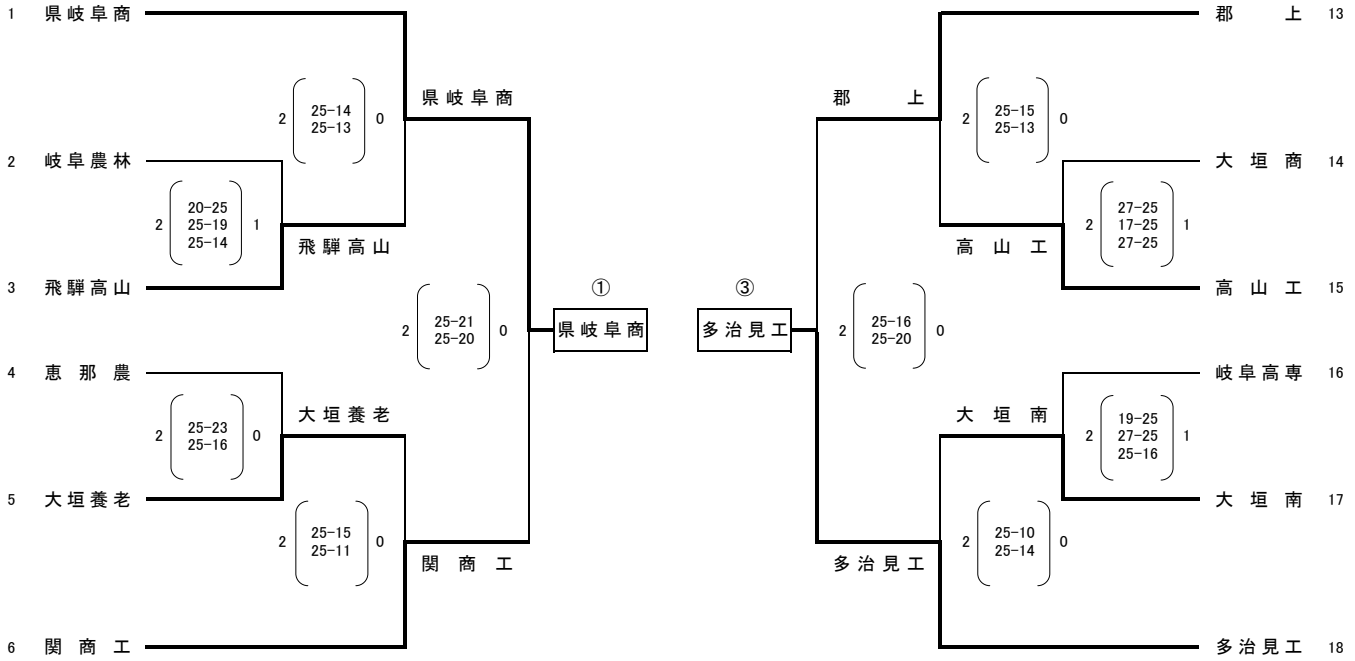 1 県岐阜商
県岐阜商
2 25-14 0
25-13
2 岐阜農林
2 20-25 1
25-19
25-14
飛騨高山
3 飛騨高山
①
県岐阜商
2 25-21 0
25-20
4 恵那農
大垣養老
2 25-23 0
25-16
5 大垣養老
2 25-15 0
25-11
関商工
6 関商工
郡上 13
郡上
2 25-15 0
25-13
大垣商 14
2 27-25 1
17-25
27-25
高山工
高山工 15
③
多治見工
2 25-16 0
25-20
岐阜高専 16
大垣南
2 19-25 1
27-25
25-16
大垣南 17
2 25-10 0
25-14
多治見工
多治見工 18